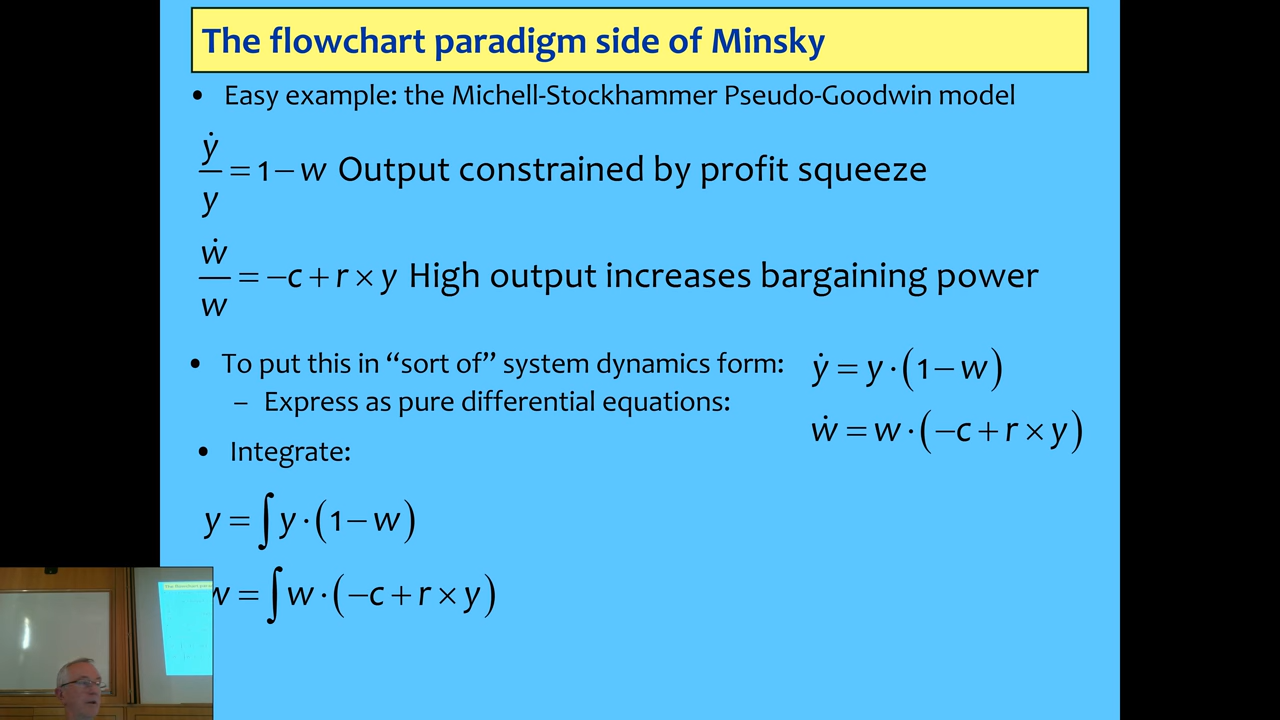 The flowchart paradigm side of Minsky
• Easy example: the Michell-Stockhammer Pseudo-Goodwin model
ẏ/y = 1 − w Output constrained by profit squeeze
ẇ/w = −c + r × y High output increases bargaining power
• To put this in “sort of” system dynamics form:
– Express as pure differential equations:
ẏ = y · (1 − w)
ẇ = w · (−c + r × y)
• Integrate:
y = ∫ y · (1 − w)
w = ∫ w · (−c + r × y)